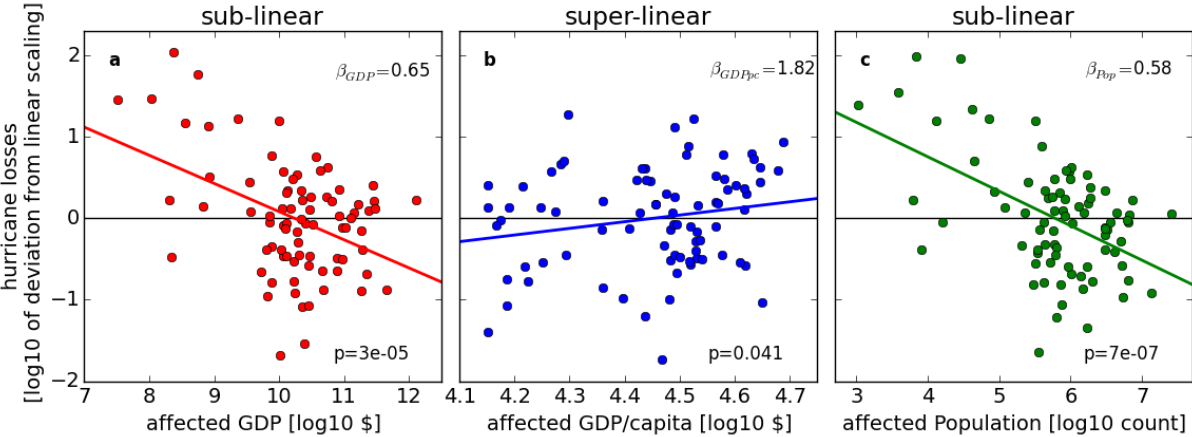 sub-linear super-linear sub-linear
hurricane losses
[log10 of deviation from linear scaling]
2
1
0
−1
−2
a
β_GDP=0.65
p=3e-05
7 8 9 10 11 12
affected GDP [log10 $]
b
β_GDPpc=1.82
p=0.041
4.1 4.2 4.3 4.4 4.5 4.6 4.7
affected GDP/capita [log10 $]
c
β_Pop=0.58
p=7e-07
3 4 5 6 7
affected Population [log10 count]